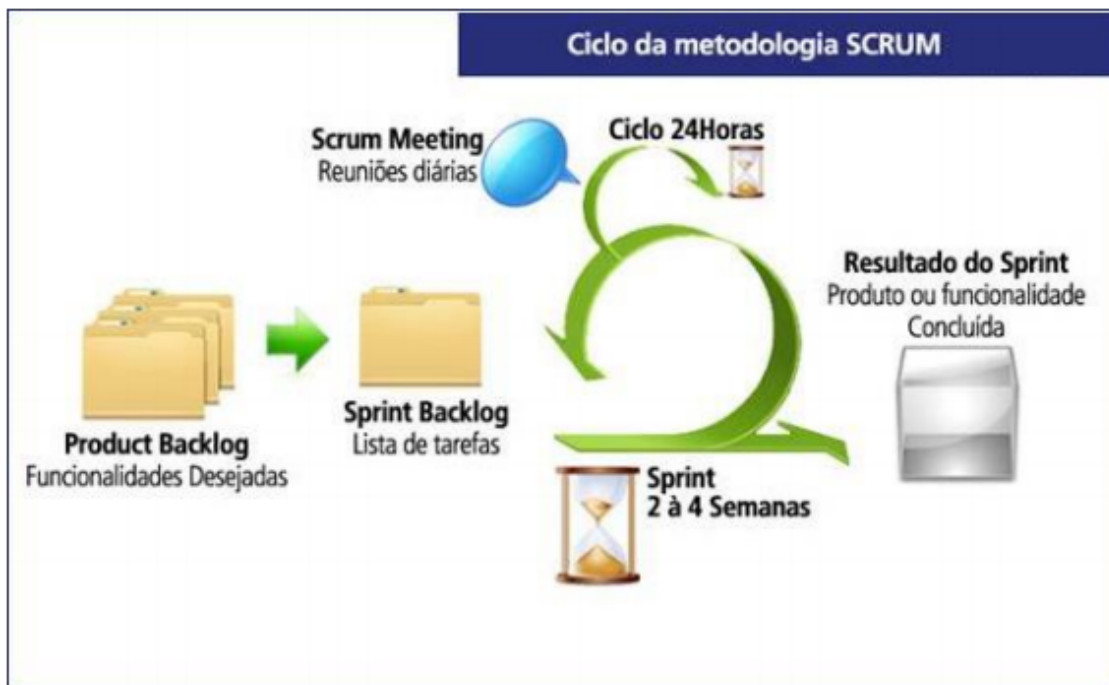 Ciclo da metodologia SCRUM
Scrum Meeting
Reuniões diárias
Ciclo 24Horas
Product Backlog
Funcionalidades Desejadas
Sprint Backlog
Lista de tarefas
Sprint
2 à 4 Semanas
Resultado do Sprint
Produto ou funcionalidade
Concluída